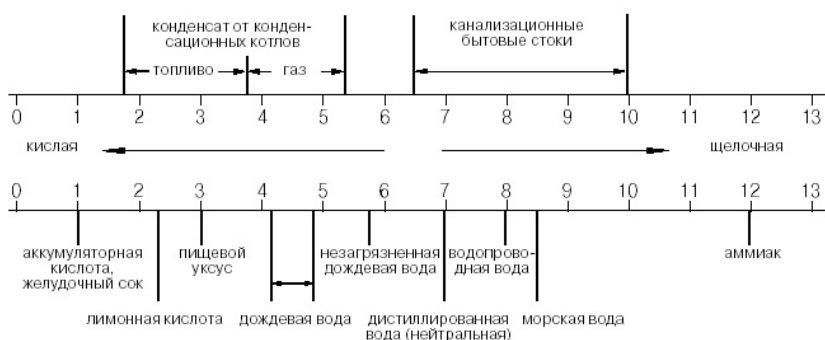 конденсат от конден-
сационных котлов
канализационные
бытовые стоки
топливо газ
0 1 2 3 4 5 6 7 8 9 10 11 12 13
кислая щелочная
0 1 2 3 4 5 6 7 8 9 10 11 12 13
аккумуляторная
кислота,
желудочный сок
пищевой
уксус
незагрязненная
дождевая вода
водопрово-
дная вода
аммиак
лимонная кислота
дождевая вода
дистиллированная
вода (нейтральная)
морская вода